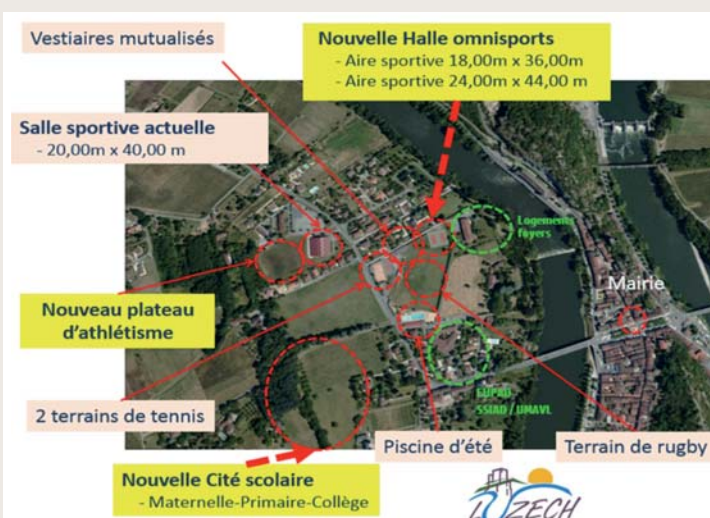 Vestiaires mutualisés
Nouvelle Halle omnisports
- Aire sportive 18,00m x 36,00m
- Aire sportive 24,00m x 44,00 m
Salle sportive actuelle
- 20,00m x 40,00 m
Logements
foyers
Mairie
Nouveau plateau
d'athlétisme
EHPAD
SSIAD / UMAVL
2 terrains de tennis
Piscine d'été
Terrain de rugby
Nouvelle Cité scolaire
- Maternelle-Primaire-Collège
LUZECH